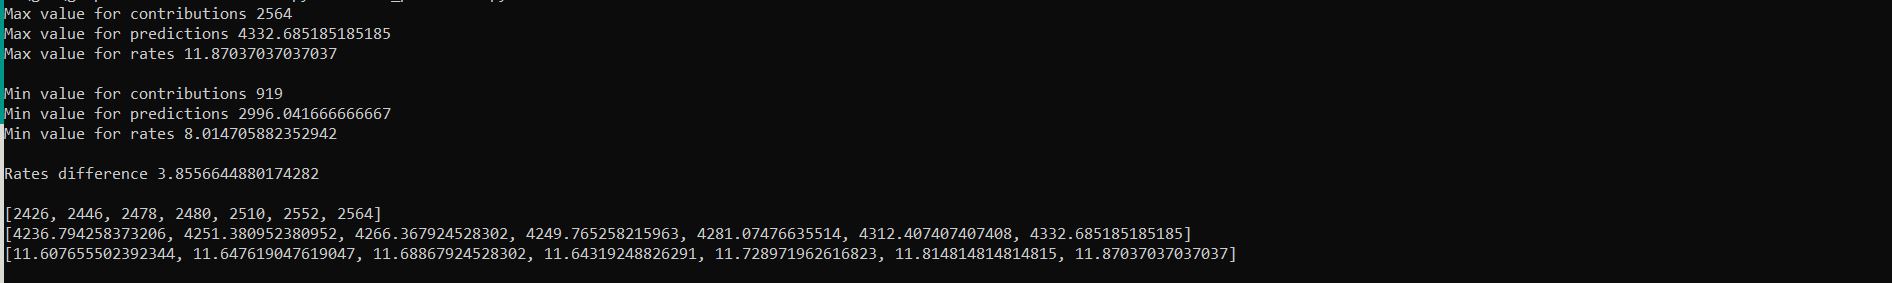 Max value for contributions 2564
Max value for predictions 4332.685185185185
Max value for rates 11.87037037037037
Min value for contributions 919
Min value for predictions 2996.041666666667
Min value for rates 8.014705882352942
Rates difference 3.8556644880174282
[2426, 2446, 2478, 2480, 2510, 2552, 2564]
[4236.794258373206, 4251.380952380952, 4266.367924528302, 4249.765258215963, 4281.07476635514, 4312.407407407408, 4332.685185185185]
[11.607655502392344, 11.647619047619047, 11.68867924528302, 11.64319248826291, 11.728971962616823, 11.814814814814815, 11.87037037037037]